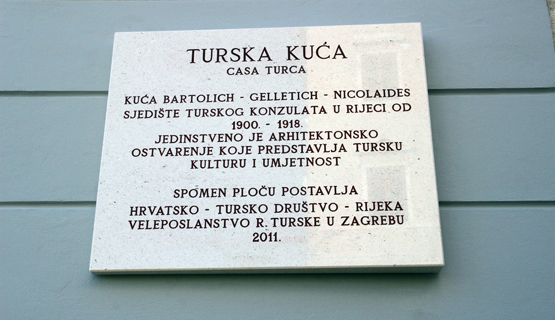 TURSKA KUĆA
CASA TURCA
KUĆA BARTOLICH - GELLETICH - NICOLAIDES
SJEDIŠTE TURSKOG KONZULATA U RIJECI OD
1900. - 1918.
JEDINSTVENO JE ARHITEKTONSKO
OSTVARENJE KOJE PREDSTAVLJA TURSKU
KULTURU I UMJETNOST
SPOMEN PLOČU POSTAVLJA
HRVATSKO - TURSKO DRUŠTVO - RIJEKA
VELEPOSLANSTVO R. TURSKE U ZAGREBU
2011.